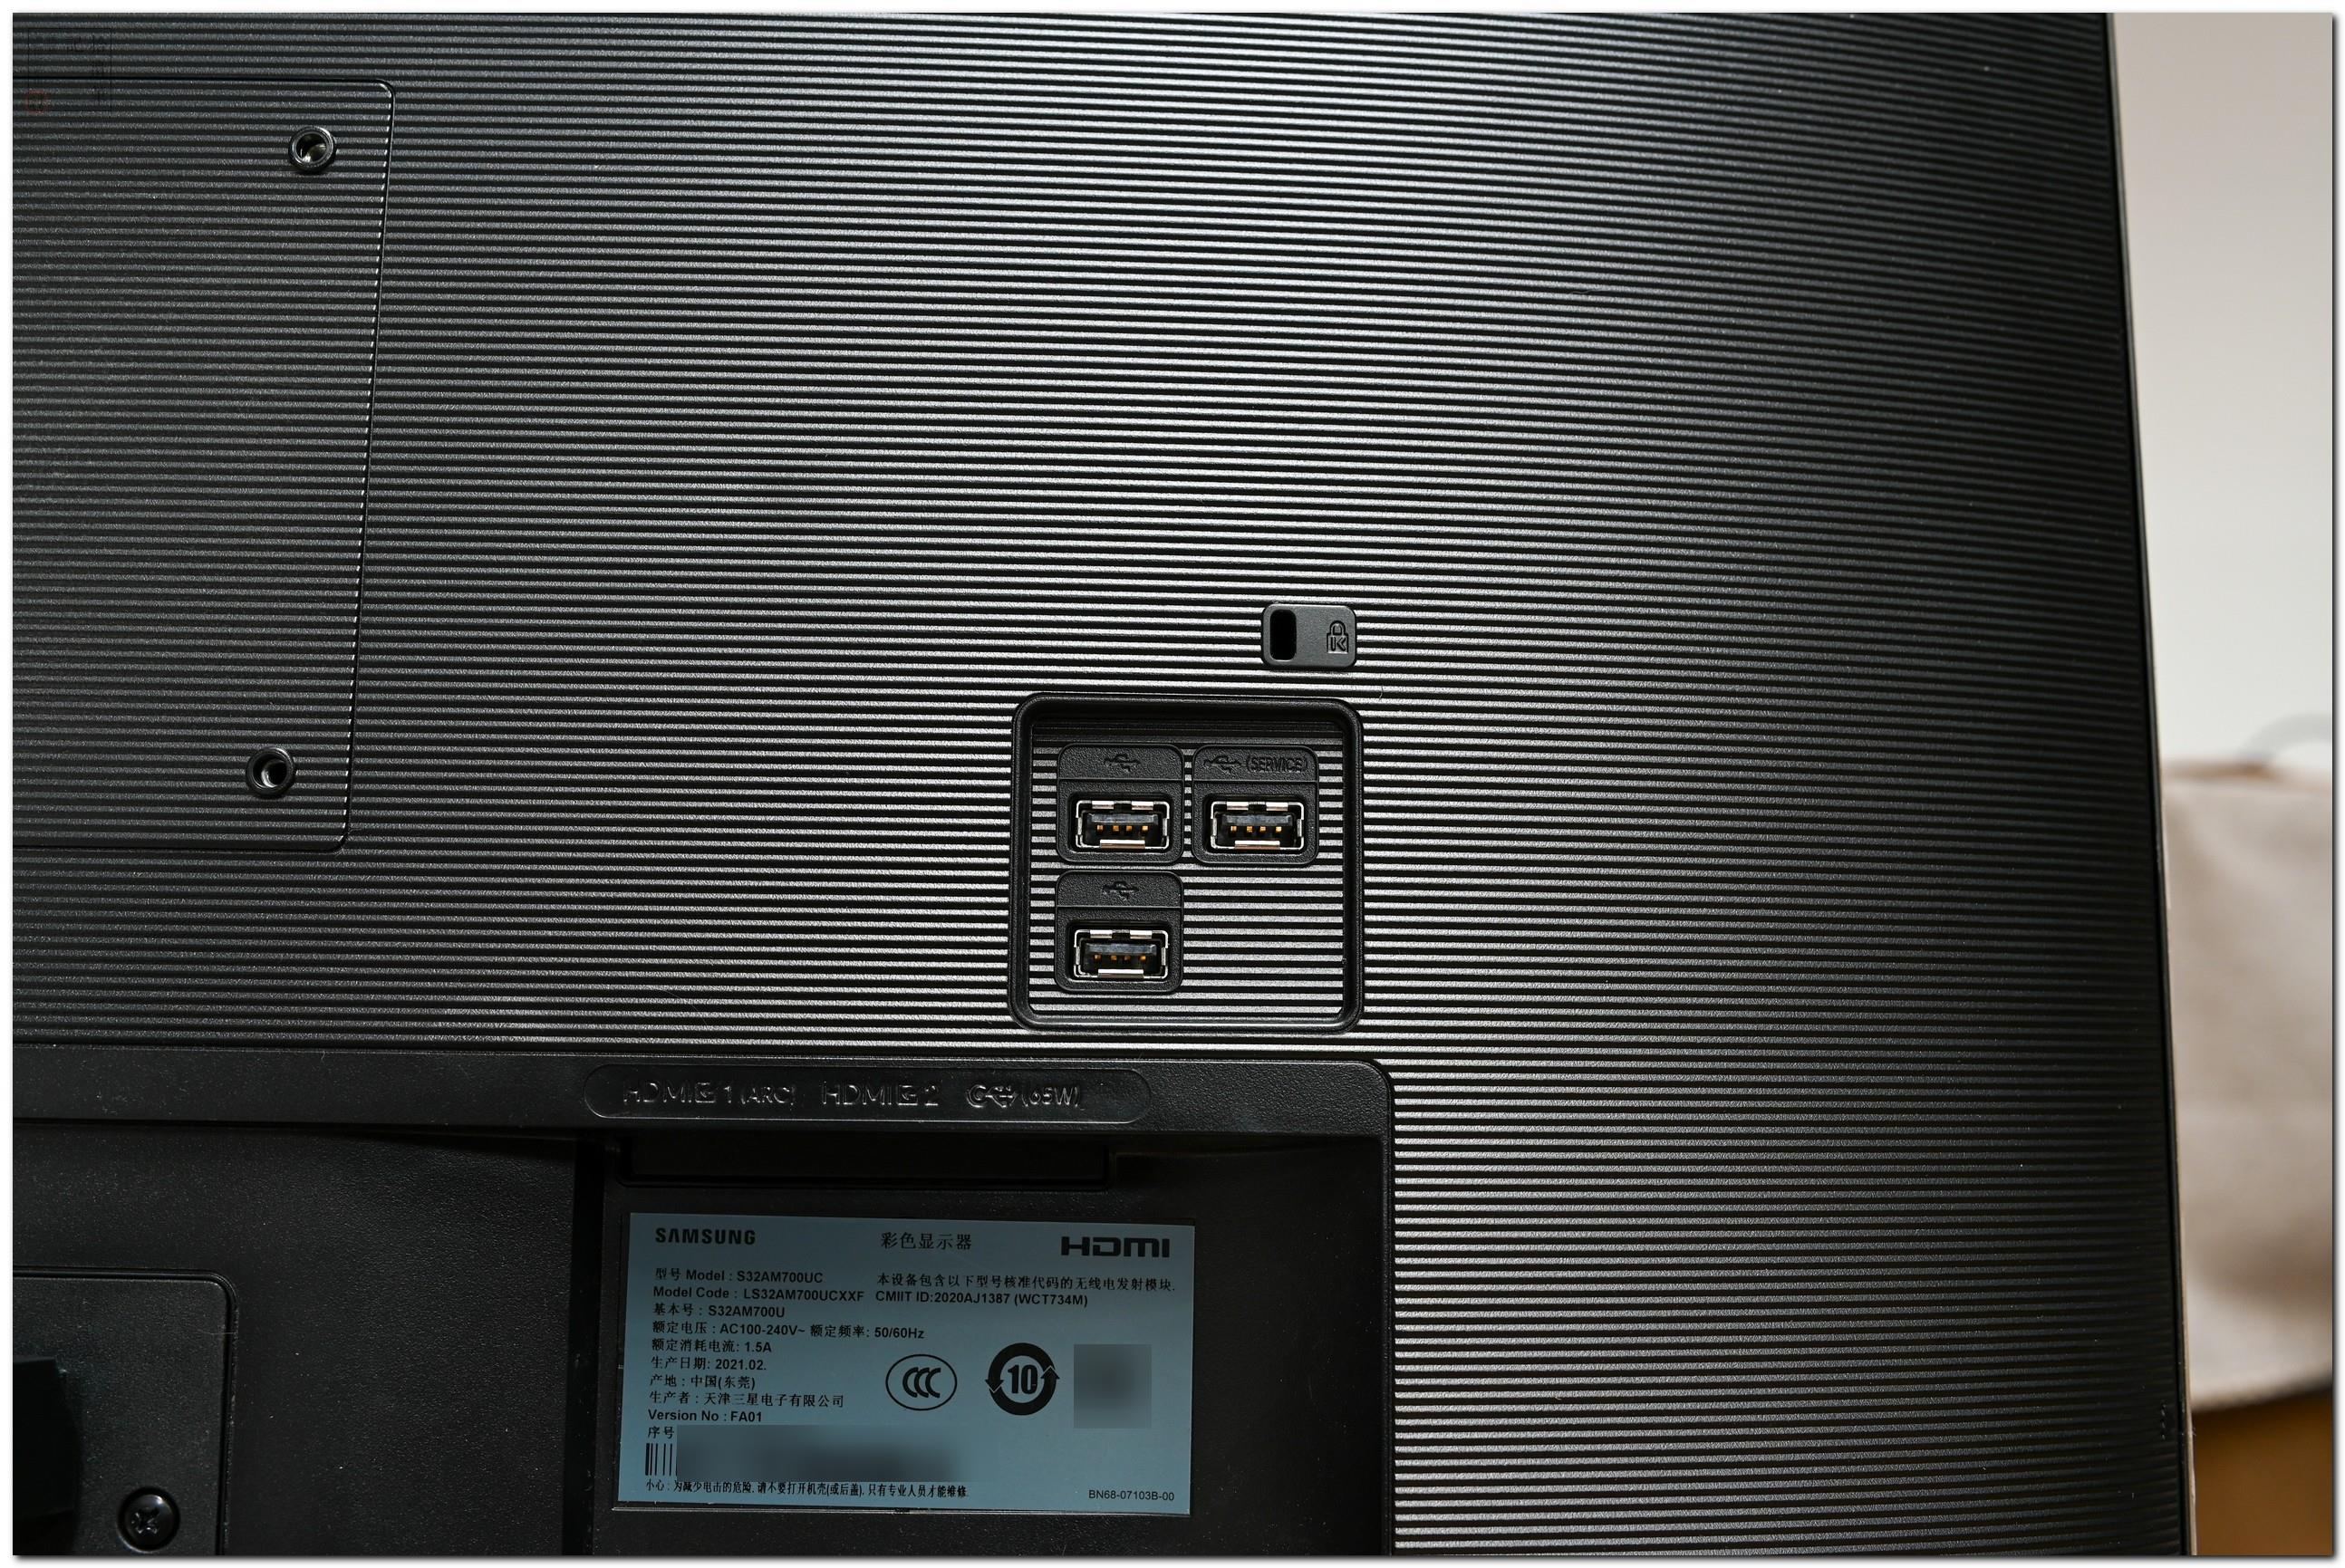 (SERVICE)
HDMI 1 (ARC) HDMI 2 (65W)
SAMSUNG 彩色显示器 HDMI
型号 Model : S32AM700UC 本设备包含以下型号核准代码的无线电发射模块.
Model Code : LS32AM700UCXXF CMIIT ID:2020AJ1387 (WCT734M)
基本号 : S32AM700U
额定电压 : AC100-240V~ 额定频率: 50/60Hz
额定消耗电流: 1.5A
生产日期: 2021.02.
产地 : 中国(东莞)
生产者 : 天津三星电子有限公司
CCC
10
Version No : FA01
序号
小心 : 为减少电击的危险, 请不要打开机壳(或后盖), 只有专业人员才能维修.
BN68-07103B-00